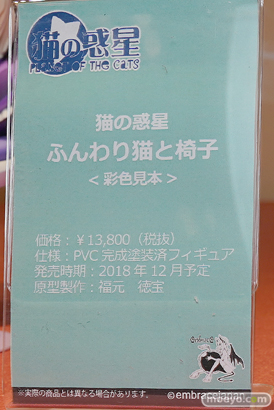 猫の惑星
PLANET OF THE CATS
猫の惑星
ふんわり猫と椅子
< 彩色見本 >
価格：￥13,800（税抜）
仕様：PVC 完成塗装済フィギュア
発売時期：2018 年 12 月予定
原型製作：福元 徳宝
※実際の商品とは異なる場合があります。
©embracejapan
moeyo.com